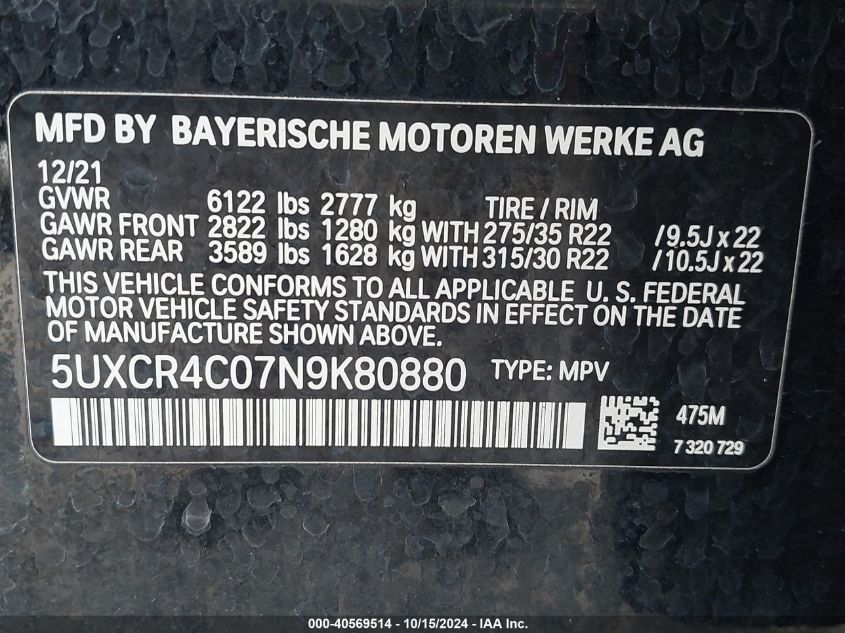 MFD BY BAYERISCHE MOTOREN WERKE AG
12/21
GVWR 6122 lbs 2777 kg TIRE / RIM
GAWR FRONT 2822 lbs 1280 kg WITH 275/35 R22 /9.5J x 22
GAWR REAR 3589 lbs 1628 kg WITH 315/30 R22 /10.5J x 22
THIS VEHICLE CONFORMS TO ALL APPLICABLE U. S. FEDERAL
MOTOR VEHICLE SAFETY STANDARDS IN EFFECT ON THE DATE
OF MANUFACTURE SHOWN ABOVE.
5UXCR4C07N9K80880 TYPE: MPV
475M
7 320 729
000-40569514 - 10/15/2024 - IAA Inc.